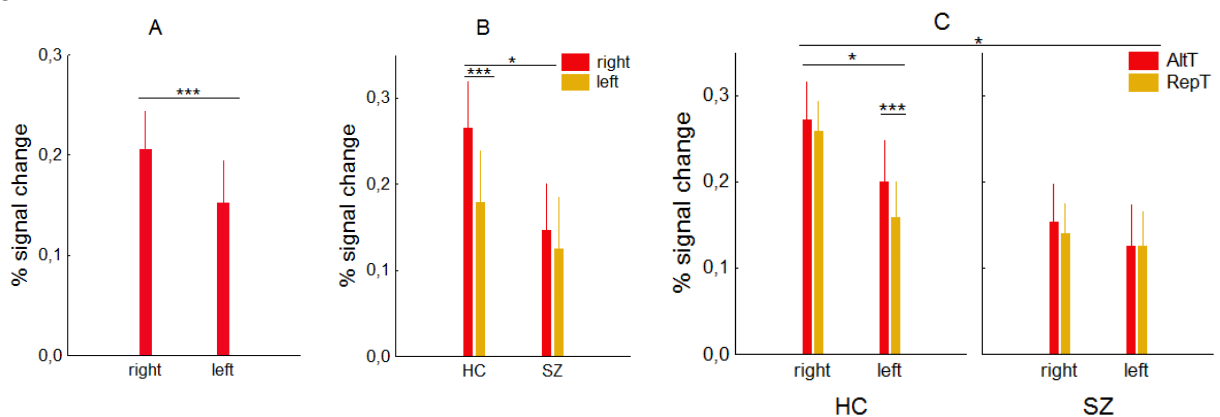 A
0,3
***
0,2
0,1
0,0
% signal change
right
left
B
right
left
*
***
0,3
0,2
0,1
0,0
% signal change
HC
SZ
C
*
AltT
RepT
*
***
0,3
0,2
0,1
0,0
% signal change
right
left
right
left
HC
SZ